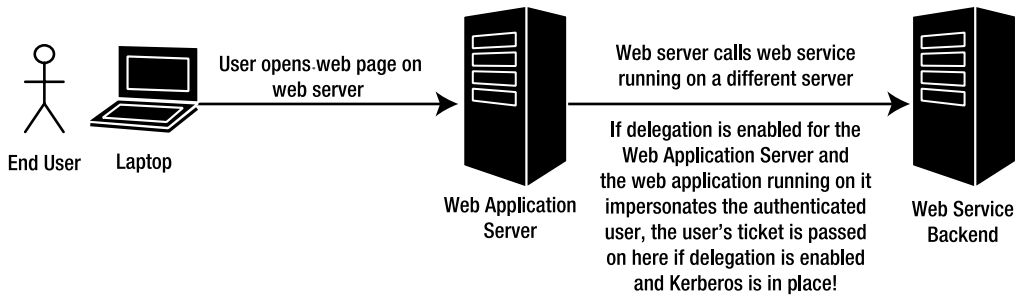 User opens web page on
web server
Web server calls web service
running on a different server
If delegation is enabled for the
Web Application Server and
the web application running on it
impersonates the authenticated
user, the user's ticket is passed
on here if delegation is enabled
and Kerberos is in place!
End User
Laptop
Web Application
Server
Web Service
Backend